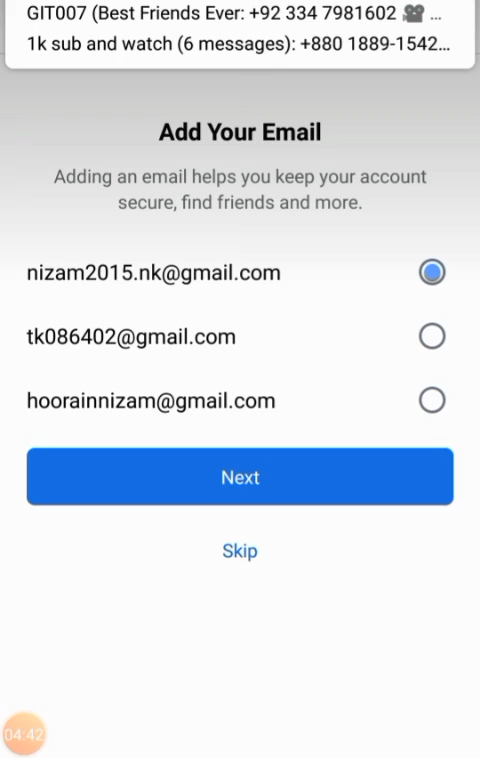 GIT007 (Best Friends Ever: +92 334 7981602 🎥 ...
1k sub and watch (6 messages): +880 1889-1542...
Add Your Email
Adding an email helps you keep your account
secure, find friends and more.
nizam2015.nk@gmail.com
tk086402@gmail.com
hoorainnizam@gmail.com
Next
Skip
04:42